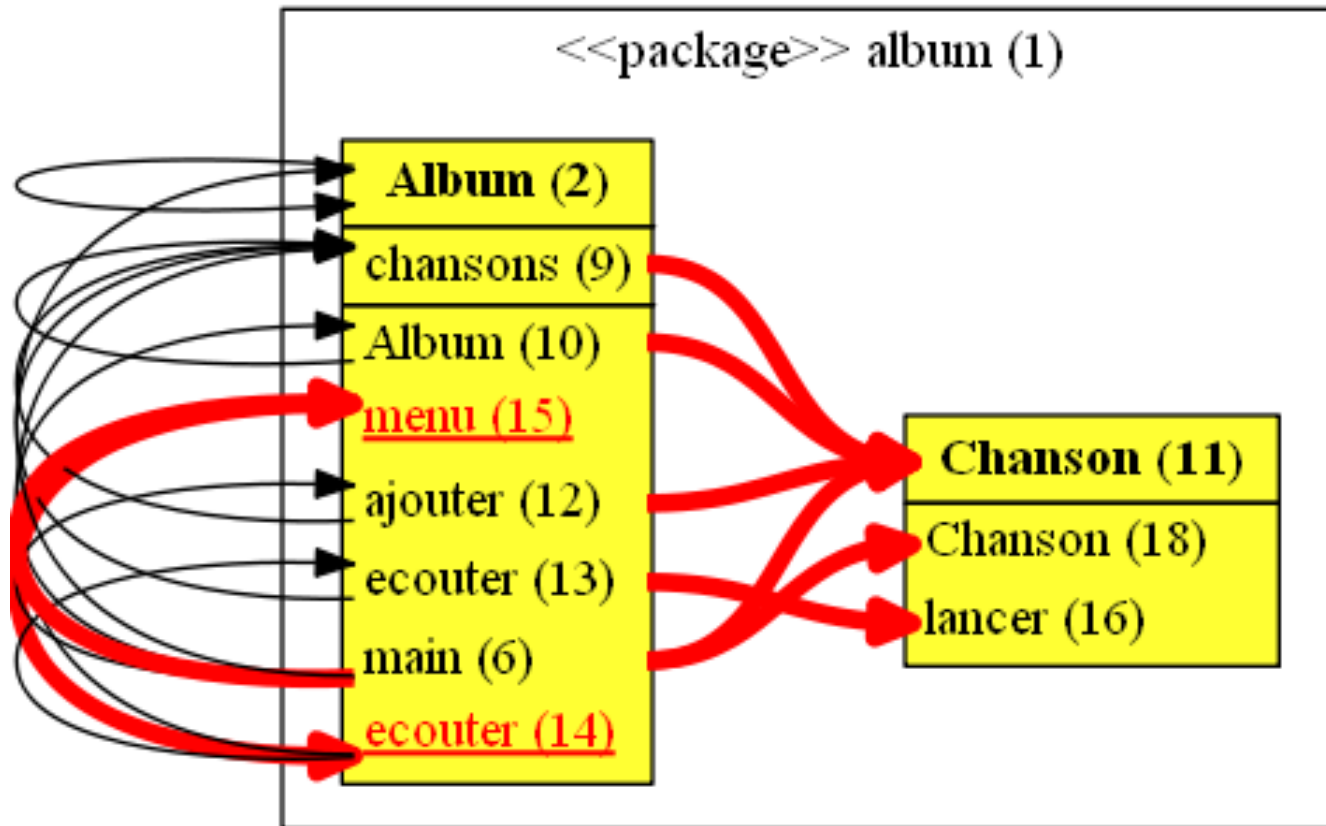 <<package>> album (1)
Album (2)
chansons (9)
Album (10)
menu (15)
ajouter (12)
ecouter (13)
main (6)
ecouter (14)
Chanson (11)
Chanson (18)
lancer (16)